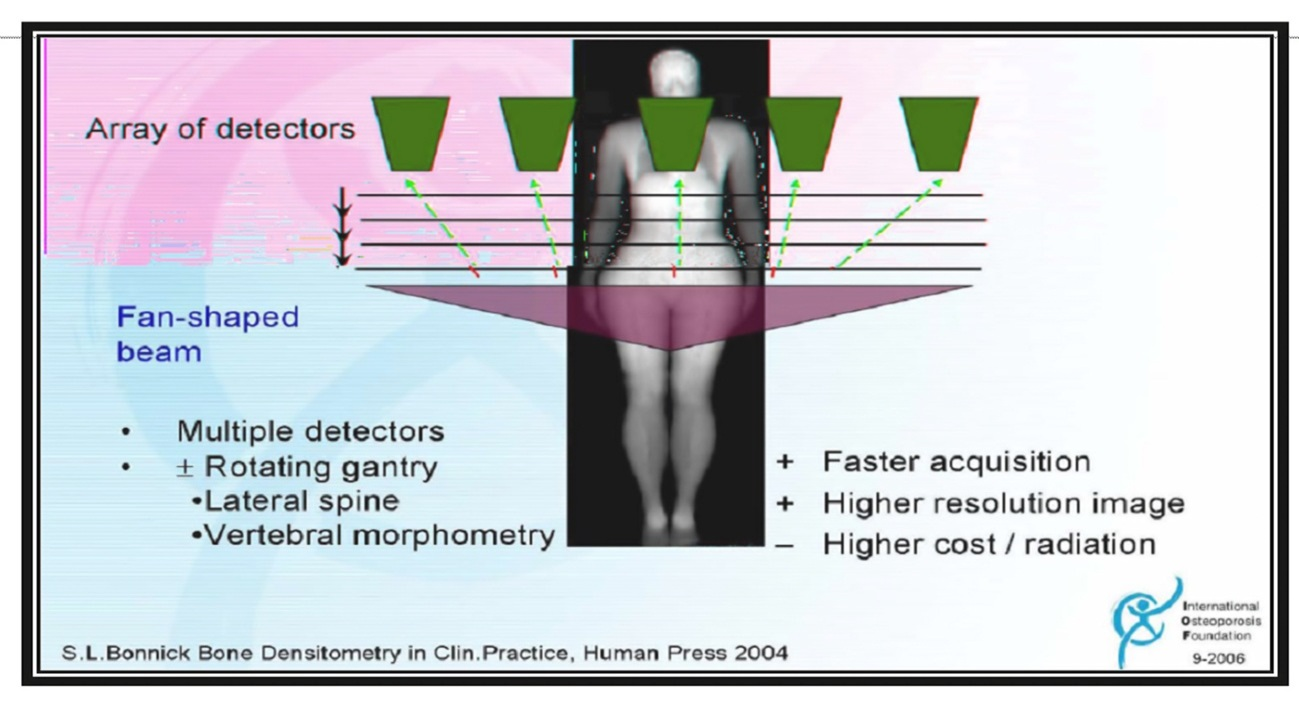 Array of detectors
Fan-shaped
beam
• Multiple detectors
• ± Rotating gantry
•Lateral spine
•Vertebral morphometry
+ Faster acquisition
+ Higher resolution image
– Higher cost / radiation
International
Osteoporosis
Foundation
9-2006
S.L.Bonnick Bone Densitometry in Clin.Practice, Human Press 2004